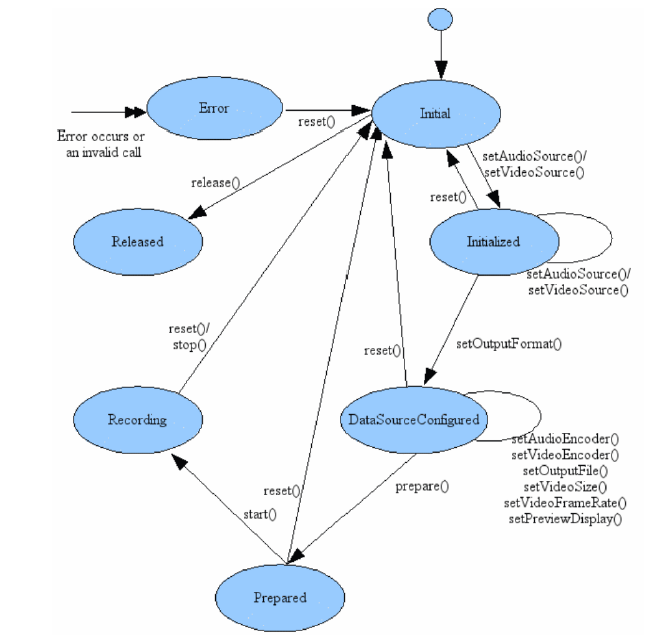 Error
Initial
reset()
Error occurs or
an invalid call
setAudioSource()/
setVideoSource()
release()
reset()
Released
Initialized
setAudioSource()/
setVideoSource()
reset()/
stop()
setOutputFormat()
reset()
Recording
DataSourceConfigured
setAudioEncoder()
setVideoEncoder()
setOutputFile()
setVideoSize()
setVideoFrameRate()
setPreviewDisplay()
prepare()
reset()
start()
Prepared